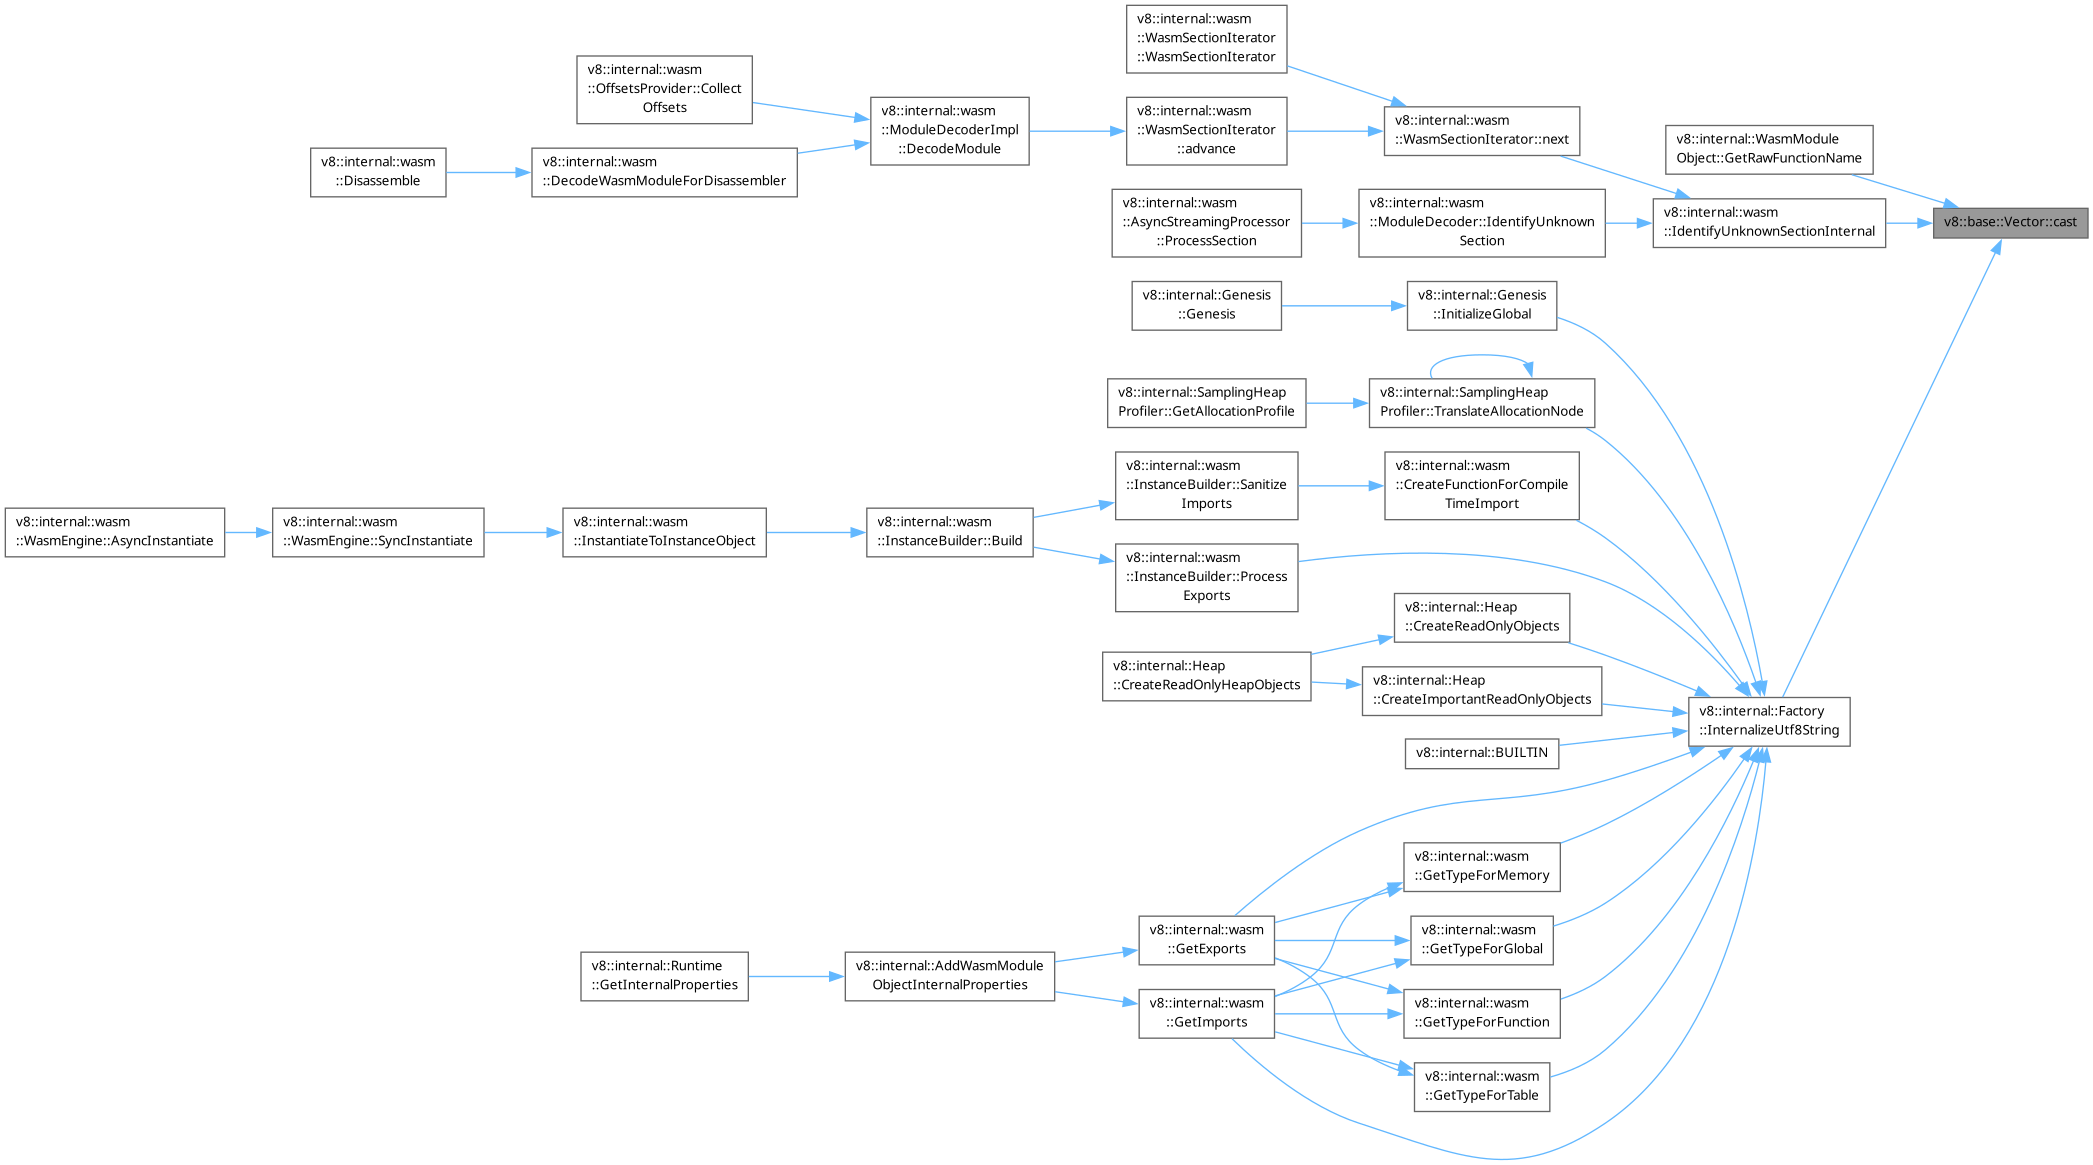 v8::internal::wasm
::WasmSectionIterator
::WasmSectionIterator
v8::internal::wasm
::OffsetsProvider::Collect
Offsets
v8::internal::wasm
::ModuleDecoderImpl
::DecodeModule
v8::internal::wasm
::WasmSectionIterator
::advance
v8::internal::wasm
::WasmSectionIterator::next
v8::internal::WasmModule
Object::GetRawFunctionName
v8::internal::wasm
::Disassemble
v8::internal::wasm
::DecodeWasmModuleForDisassembler
v8::internal::wasm
::AsyncStreamingProcessor
::ProcessSection
v8::internal::wasm
::ModuleDecoder::IdentifyUnknown
Section
v8::internal::wasm
::IdentifyUnknownSectionInternal
v8::base::Vector::cast
v8::internal::Genesis
::Genesis
v8::internal::Genesis
::InitializeGlobal
v8::internal::SamplingHeap
Profiler::GetAllocationProfile
v8::internal::SamplingHeap
Profiler::TranslateAllocationNode
v8::internal::wasm
::InstanceBuilder::Sanitize
Imports
v8::internal::wasm
::CreateFunctionForCompile
TimeImport
v8::internal::wasm
::WasmEngine::AsyncInstantiate
v8::internal::wasm
::WasmEngine::SyncInstantiate
v8::internal::wasm
::InstantiateToInstanceObject
v8::internal::wasm
::InstanceBuilder::Build
v8::internal::wasm
::InstanceBuilder::Process
Exports
v8::internal::Heap
::CreateReadOnlyObjects
v8::internal::Heap
::CreateReadOnlyHeapObjects
v8::internal::Heap
::CreateImportantReadOnlyObjects
v8::internal::Factory
::InternalizeUtf8String
v8::internal::BUILTIN
v8::internal::wasm
::GetTypeForMemory
v8::internal::wasm
::GetExports
v8::internal::wasm
::GetTypeForGlobal
v8::internal::Runtime
::GetInternalProperties
v8::internal::AddWasmModule
ObjectInternalProperties
v8::internal::wasm
::GetImports
v8::internal::wasm
::GetTypeForFunction
v8::internal::wasm
::GetTypeForTable